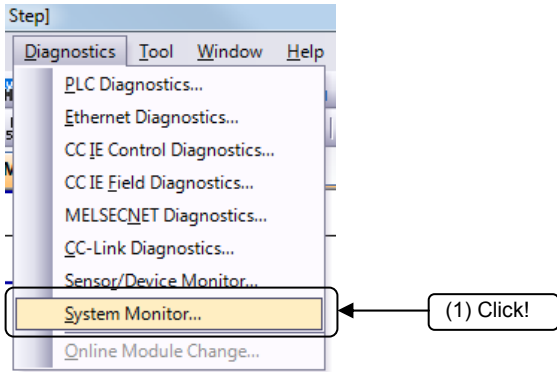 Step]
Diagnostics Tool Window Help
PLC Diagnostics...
Ethernet Diagnostics...
CC IE Control Diagnostics...
CC IE Field Diagnostics...
MELSECNET Diagnostics...
CC-Link Diagnostics...
Sensor/Device Monitor...
System Monitor...
(1) Click!
Online Module Change...